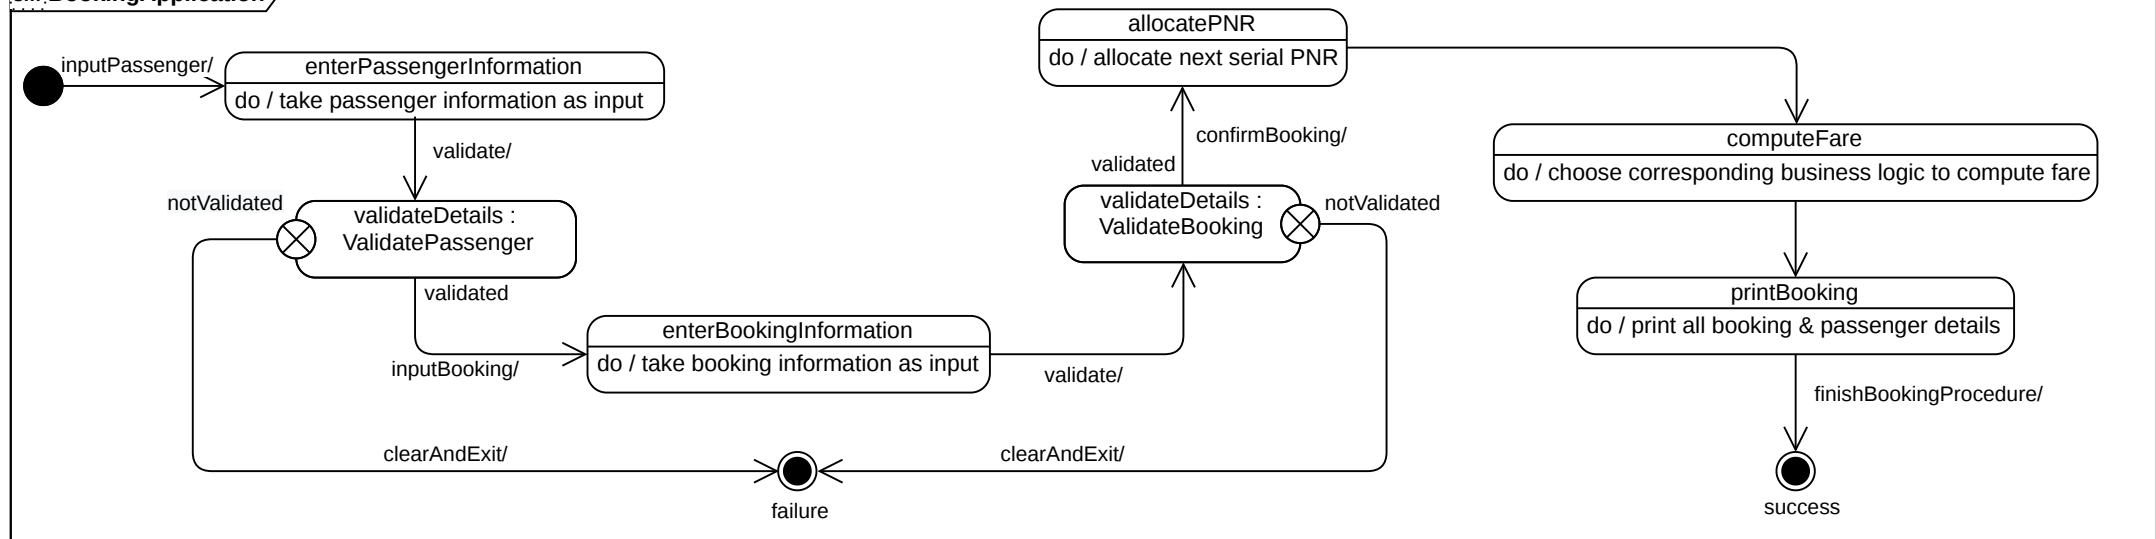 BookingApplication
inputPassenger/
enterPassengerInformation
do / take passenger information as input
validate/
notValidated
validateDetails :
ValidatePassenger
validated
inputBooking/
enterBookingInformation
do / take booking information as input
validate/
clearAndExit/
failure
clearAndExit/
allocatePNR
do / allocate next serial PNR
confirmBooking/
validated
validateDetails :
ValidateBooking
notValidated
computeFare
do / choose corresponding business logic to compute fare
printBooking
do / print all booking & passenger details
finishBookingProcedure/
success